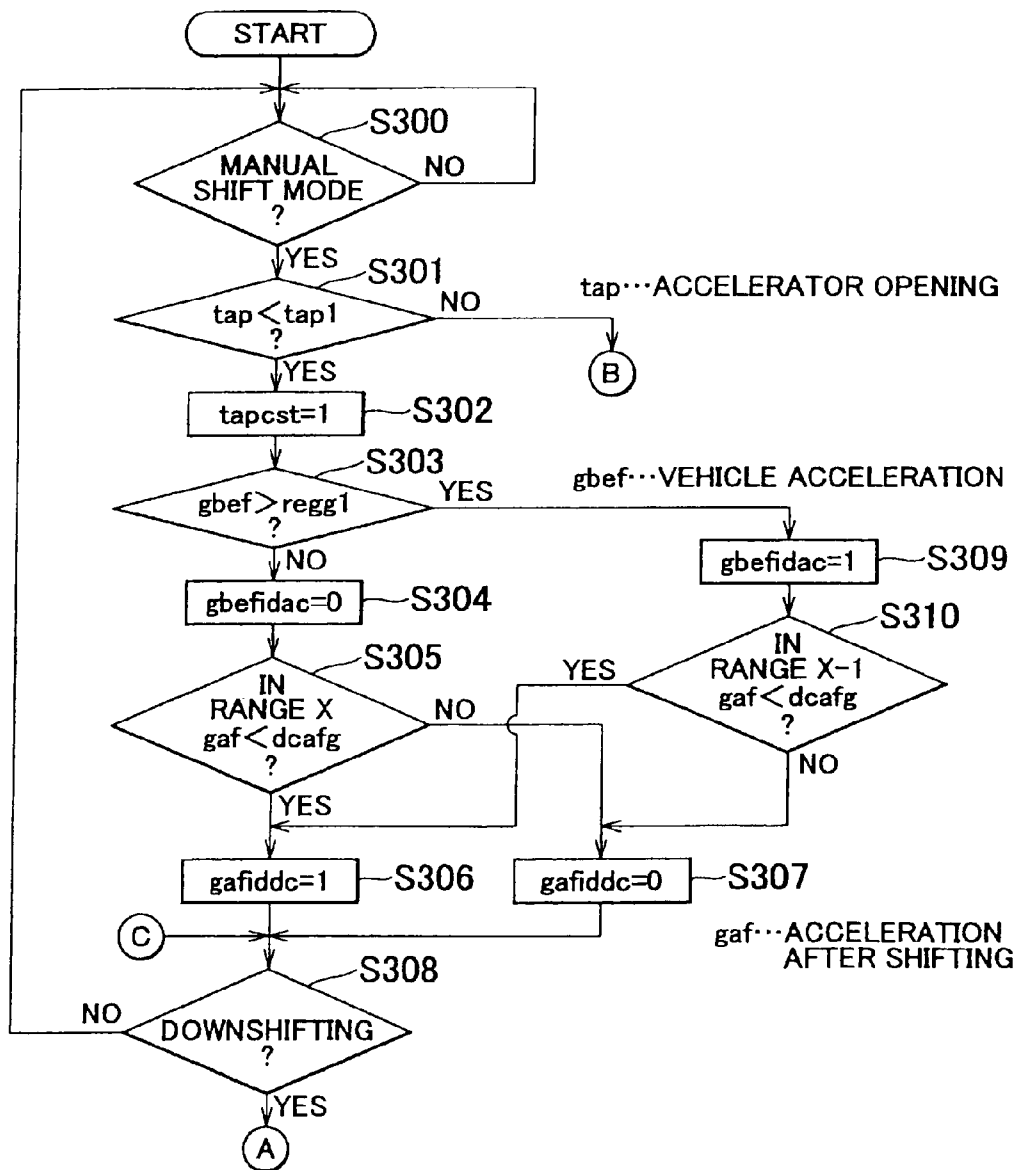 START
S300
MANUAL
SHIFT MODE
?
NO
YES
S301
tap<tap1
?
NO
tap···ACCELERATOR OPENING
B
YES
tapcst=1
S302
S303
gbef>regg1
?
YES
gbef···VEHICLE ACCELERATION
NO
gbefidac=1
S309
gbefidac=0
S304
S310
IN
RANGE X-1
gaf<dcafg
?
YES
NO
S305
IN
RANGE X
gaf<dcafg
?
NO
YES
gafiddc=1
S306
gafiddc=0
S307
C
gaf···ACCELERATION
AFTER SHIFTING
S308
NO
DOWNSHIFTING
?
YES
A